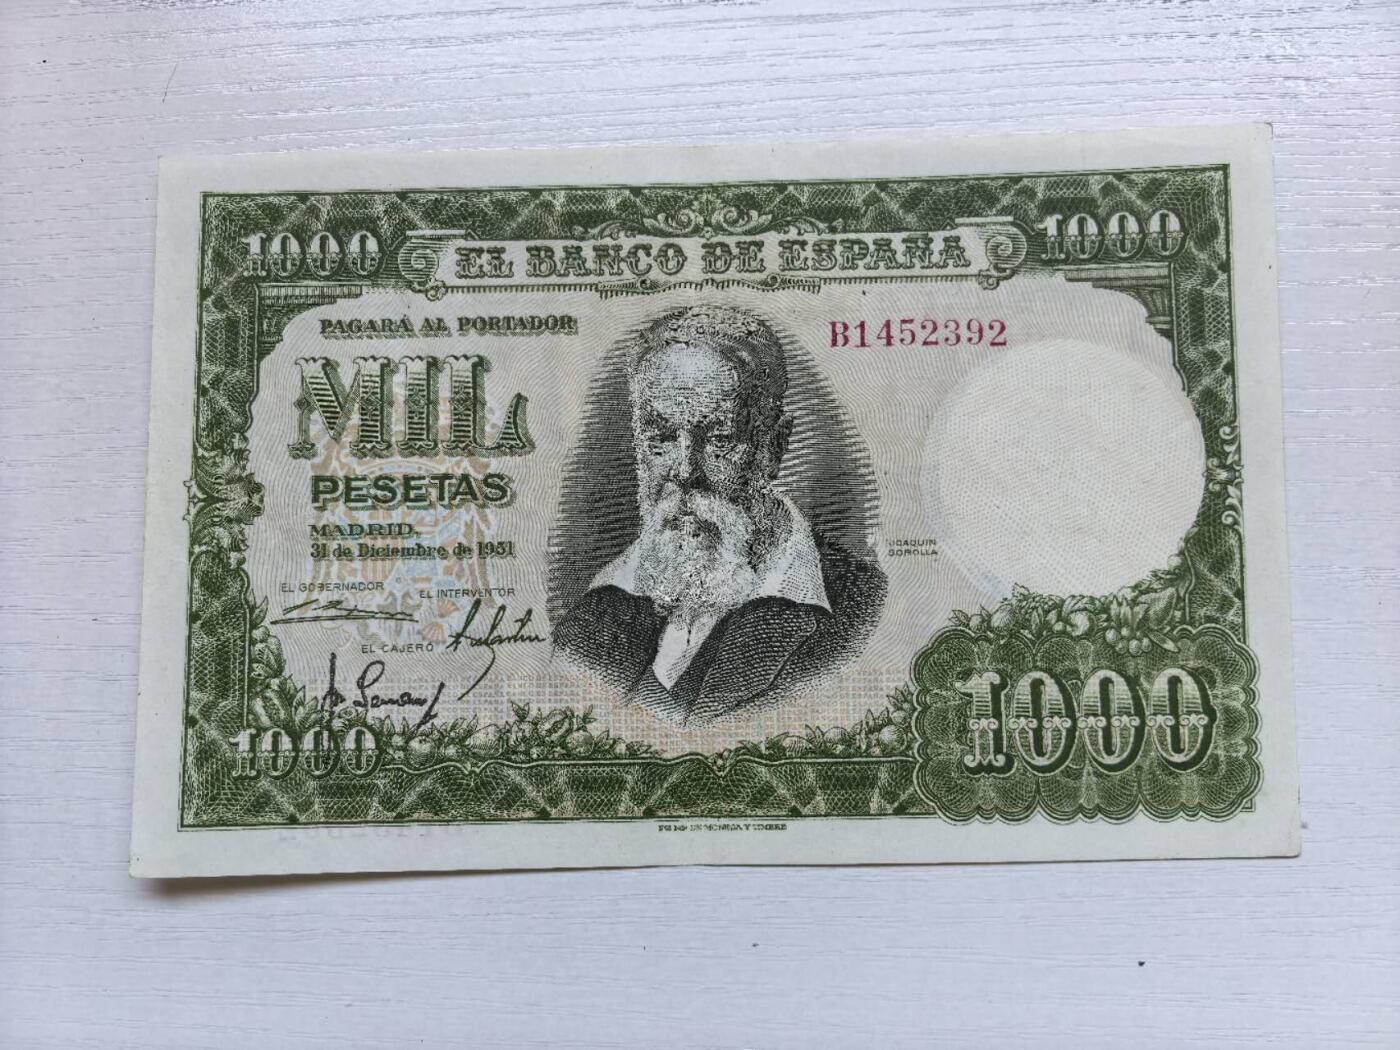 1000
EL BANCO DE ESPAÑA
1000
PAGARÁ AL PORTADOR
B1452392
MIL
PESETAS
MADRID,
31 de Diciembre de 1951
JOAQUIN
SOROLLA
EL GOBERNADOR
EL INTERVENTOR
EL CAJERO
1000
1000